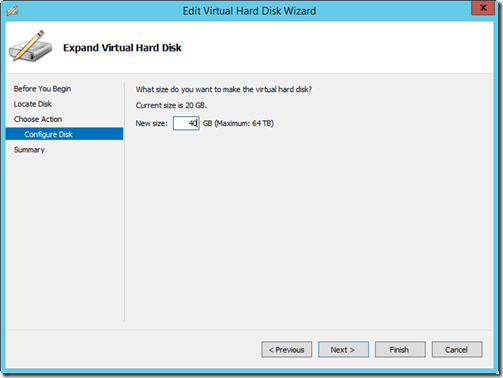 Edit Virtual Hard Disk Wizard
x
Expand Virtual Hard Disk
Before You Begin
Locate Disk
Choose Action
Configure Disk
Summary
What size do you want to make the virtual hard disk?
Current size is 20 GB.
New size: 40 GB (Maximum: 64 TB)
< Previous Next > Finish Cancel